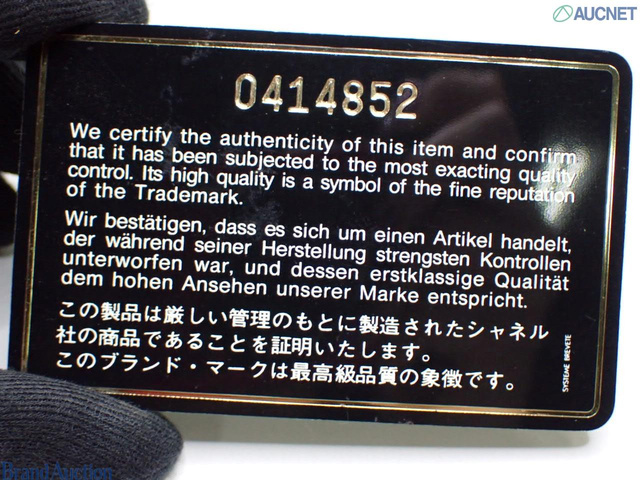 AUCNET
0414852
We certify the authenticity of this item and confirm
that it has been subjected to the most exacting quality
control. Its high quality is a symbol of the fine reputation
of the Trademark.
Wir bestätigen, dass es sich um einen Artikel handelt,
der während seiner Herstellung strengsten Kontrollen
unterworfen war, und dessen erstklassige Qualität
dem hohen Ansehen unserer Marke entspricht.
この製品は厳しい管理のもとに製造されたシャネル
社の商品であることを証明いたします。
このブランド・マークは最高級品質の象徴です。
SYSTEME BREVETE
Brand Auction